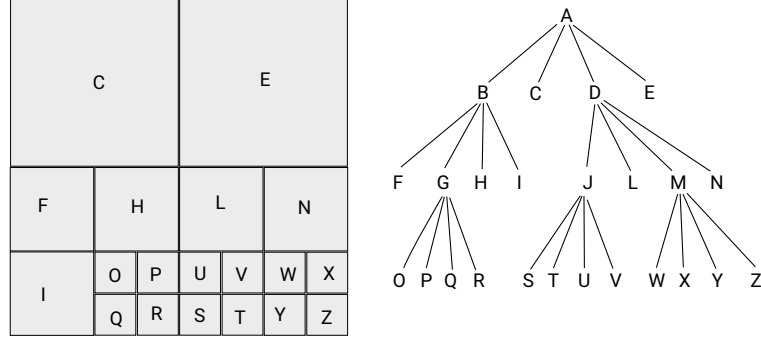 C E
F H L N
I O P U V W X
Q R S T Y Z
A
B C D E
F G H I J L M N
O P Q R S T U V W X Y Z